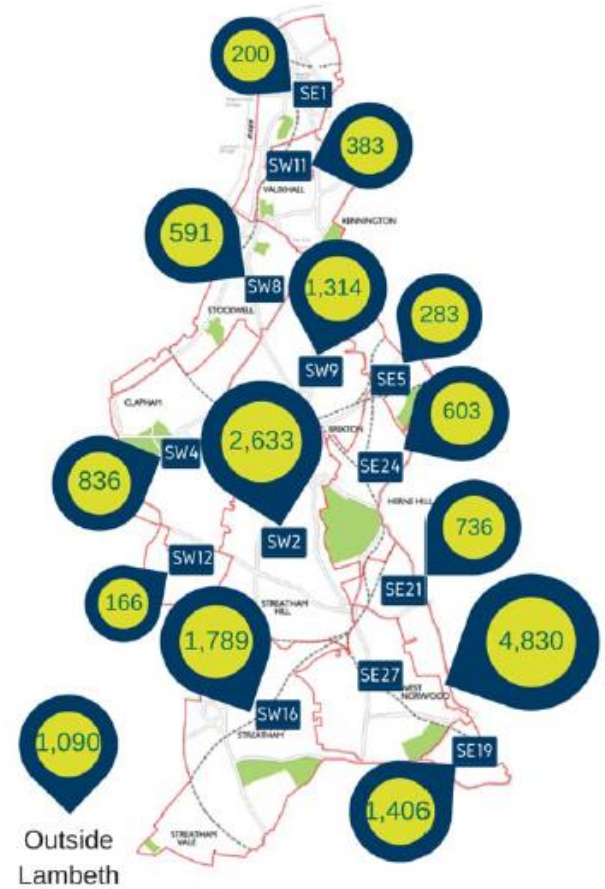 200
SE1
383
SW11
VAUXHALL
KENNINGTON
591
SW8
1,314
STOCKWELL
283
SW9
SE5
CLAPHAM
603
2,633
BRIXTON
SW4
836
SE24
HERNE HILL
736
SW2
SW12
SE21
166
STREATHAM
HILL
1,789
4,830
SE27
WEST
NORWOOD
SW16
STREATHAM
1,090
SE19
1,406
Outside
Lambeth
STREATHAM
VALE